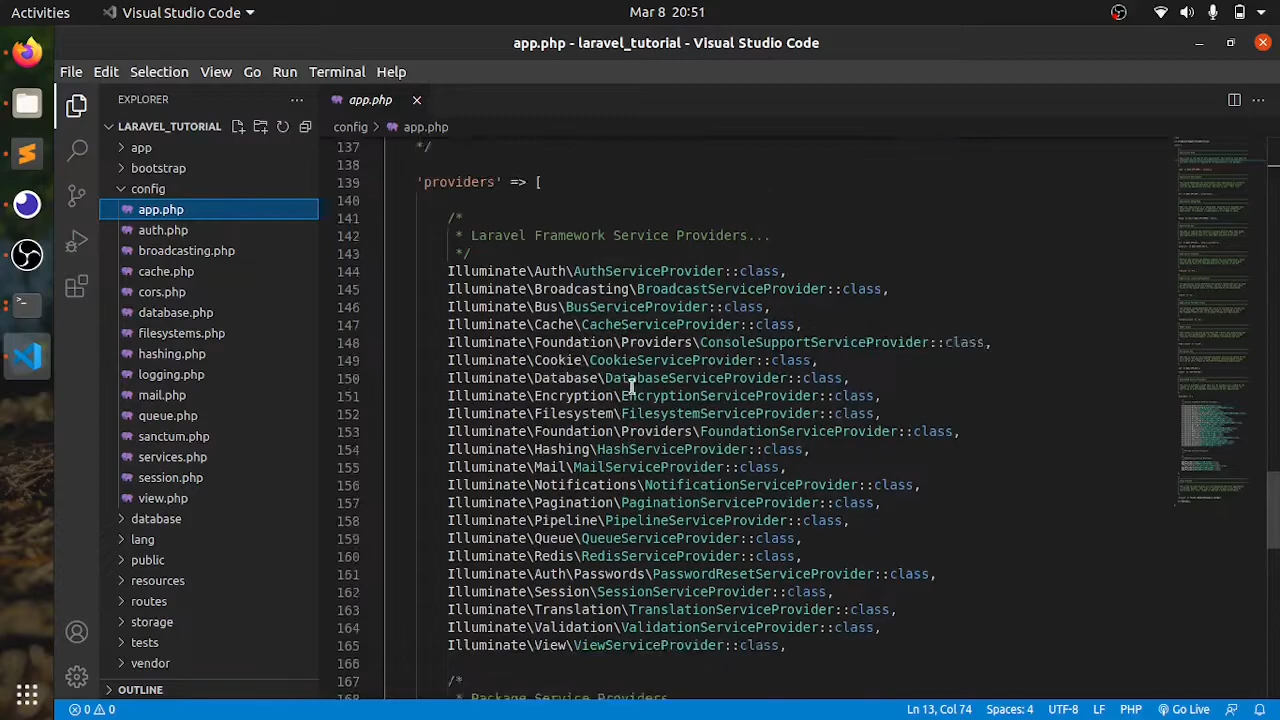 Activities
Visual Studio Code
Mar 8 20:51
app.php - laravel_tutorial - Visual Studio Code
File Edit Selection View Go Run Terminal Help
EXPLORER
LARAVEL_TUTORIAL
app
bootstrap
config
app.php
auth.php
broadcasting.php
cache.php
cors.php
database.php
filesystems.php
hashing.php
logging.php
mail.php
queue.php
sanctum.php
services.php
session.php
view.php
database
lang
public
resources
routes
storage
tests
vendor
OUTLINE
app.php
config > app.php
137 */
138
139 'providers' => [
140
141 /*
142 * Laravel Framework Service Providers...
143 */
144 Illuminate\Auth\AuthServiceProvider::class,
145 Illuminate\Broadcasting\BroadcastServiceProvider::class,
146 Illuminate\Bus\BusServiceProvider::class,
147 Illuminate\Cache\CacheServiceProvider::class,
148 Illuminate\Foundation\Providers\ConsoleSupportServiceProvider::class,
149 Illuminate\Cookie\CookieServiceProvider::class,
150 Illuminate\Database\DatabaseServiceProvider::class,
151 Illuminate\Encryption\EncryptionServiceProvider::class,
152 Illuminate\Filesystem\FilesystemServiceProvider::class,
153 Illuminate\Foundation\Providers\FoundationServiceProvider::class,
154 Illuminate\Hashing\HashServiceProvider::class,
155 Illuminate\Mail\MailServiceProvider::class,
156 Illuminate\Notifications\NotificationServiceProvider::class,
157 Illuminate\Pagination\PaginationServiceProvider::class,
158 Illuminate\Pipeline\PipelineServiceProvider::class,
159 Illuminate\Queue\QueueServiceProvider::class,
160 Illuminate\Redis\RedisServiceProvider::class,
161 Illuminate\Auth\Passwords\PasswordResetServiceProvider::class,
162 Illuminate\Session\SessionServiceProvider::class,
163 Illuminate\Translation\TranslationServiceProvider::class,
164 Illuminate\Validation\ValidationServiceProvider::class,
165 Illuminate\View\ViewServiceProvider::class,
166
167 /*
168 * Package Service Providers
0 0
Ln 13, Col 74 Spaces: 4 UTF-8 LF PHP Go Live